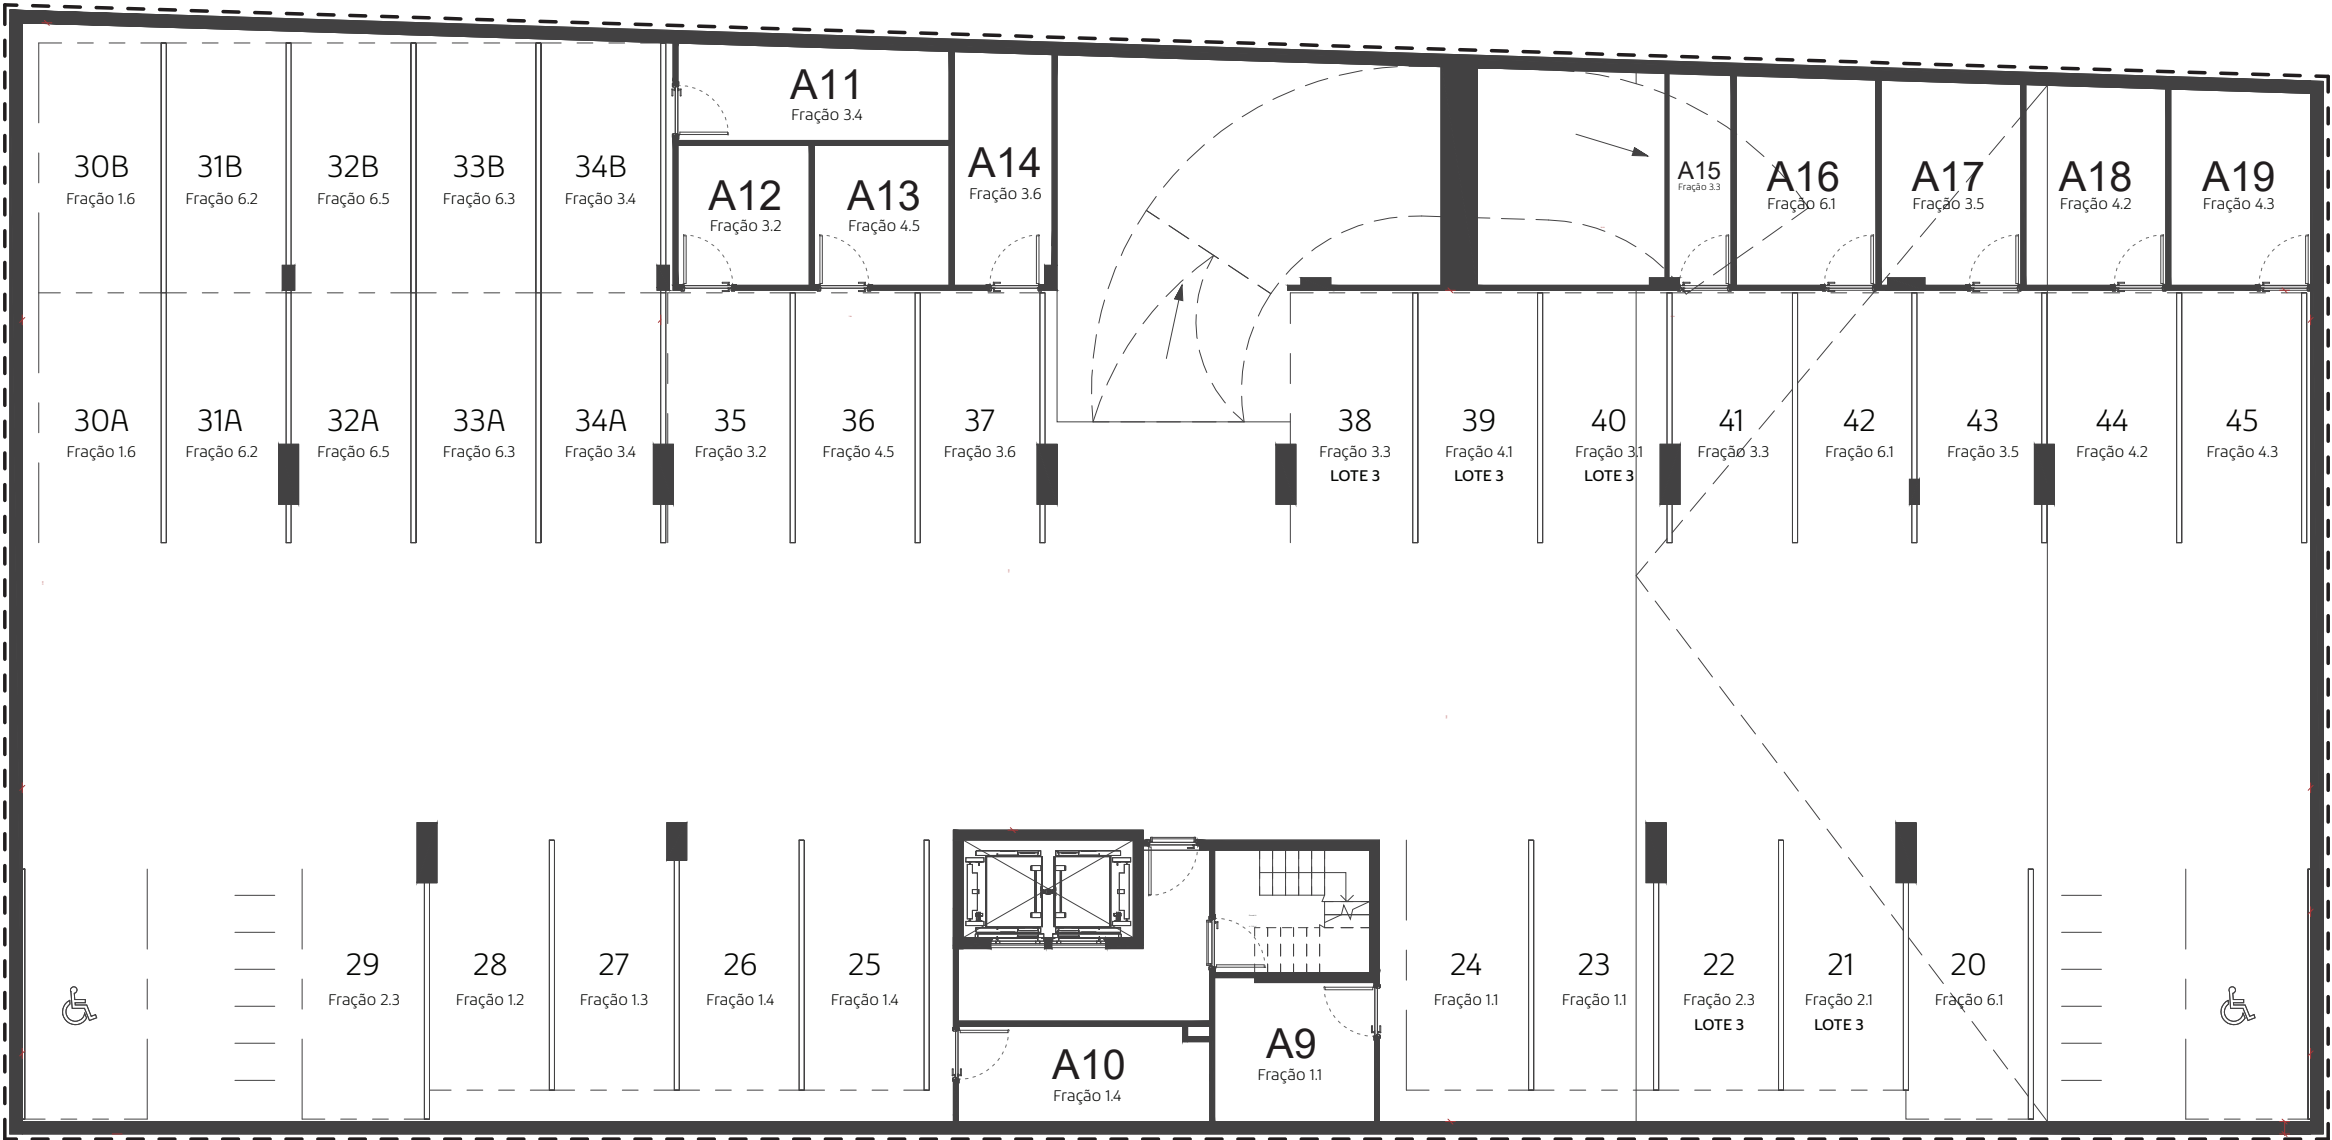 A11
Fração 3.4
A12
Fração 3.2
A13
Fração 4.5
A14
Fração 3.6
A15
Fração 3.3
A16
Fração 6.1
A17
Fração 3.5
A18
Fração 4.2
A19
Fração 4.3
30B
Fração 1.6
31B
Fração 6.2
32B
Fração 6.5
33B
Fração 6.3
34B
Fração 3.4
30A
Fração 1.6
31A
Fração 6.2
32A
Fração 6.5
33A
Fração 6.3
34A
Fração 3.4
35
Fração 3.2
36
Fração 4.5
37
Fração 3.6
38
Fração 3.3
LOTE 3
39
Fração 4.1
LOTE 3
40
Fração 3.1
LOTE 3
41
Fração 3.3
42
Fração 6.1
43
Fração 3.5
44
Fração 4.2
45
Fração 4.3
29
Fração 2.3
28
Fração 1.2
27
Fração 1.3
26
Fração 1.4
25
Fração 1.4
24
Fração 1.1
23
Fração 1.1
22
Fração 2.3
LOTE 3
21
Fração 2.1
LOTE 3
20
Fração 6.1
A10
Fração 1.4
A9
Fração 1.1